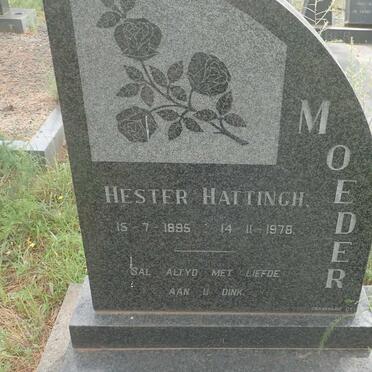 MOEDER
HESTER HATTINGH.
15-7-1895 14-11-1978.
SAL ALTYD MET LIEFDE
AAN U DINK.